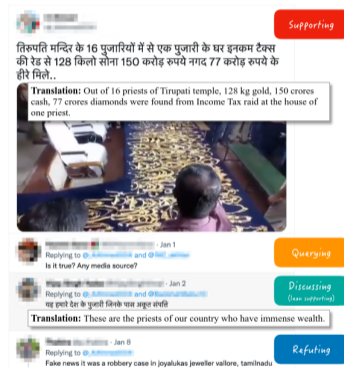 Supporting
तिरुपति मन्दिर के 16 पुजारियों में से एक पुजारी के घर इनकम टैक्स
की रेड से 128 किलो सोना 150 करोड़ रुपये नगद 77 करोड़ रुपये के
हीरे मिले..
Translation: Out of 16 priests of Tirupati temple, 128 kg gold, 150 crores
cash, 77 crores diamonds were found from Income Tax raid at the house of
one priest.
· Jan 1
Querying
Replying to @ and @
Is it true? Any media source?
· Jan 2
Discussing
Replying to @ and @
(lean supporting)
यह हमारे देश के पुजारी जिनके पास अकूत संपत्ति
Translation: These are the priests of our country who have immense wealth.
· Jan 8
Refuting
Replying to @
Fake news it was a robbery case in joyalukas jeweller vallore, tamilnadu